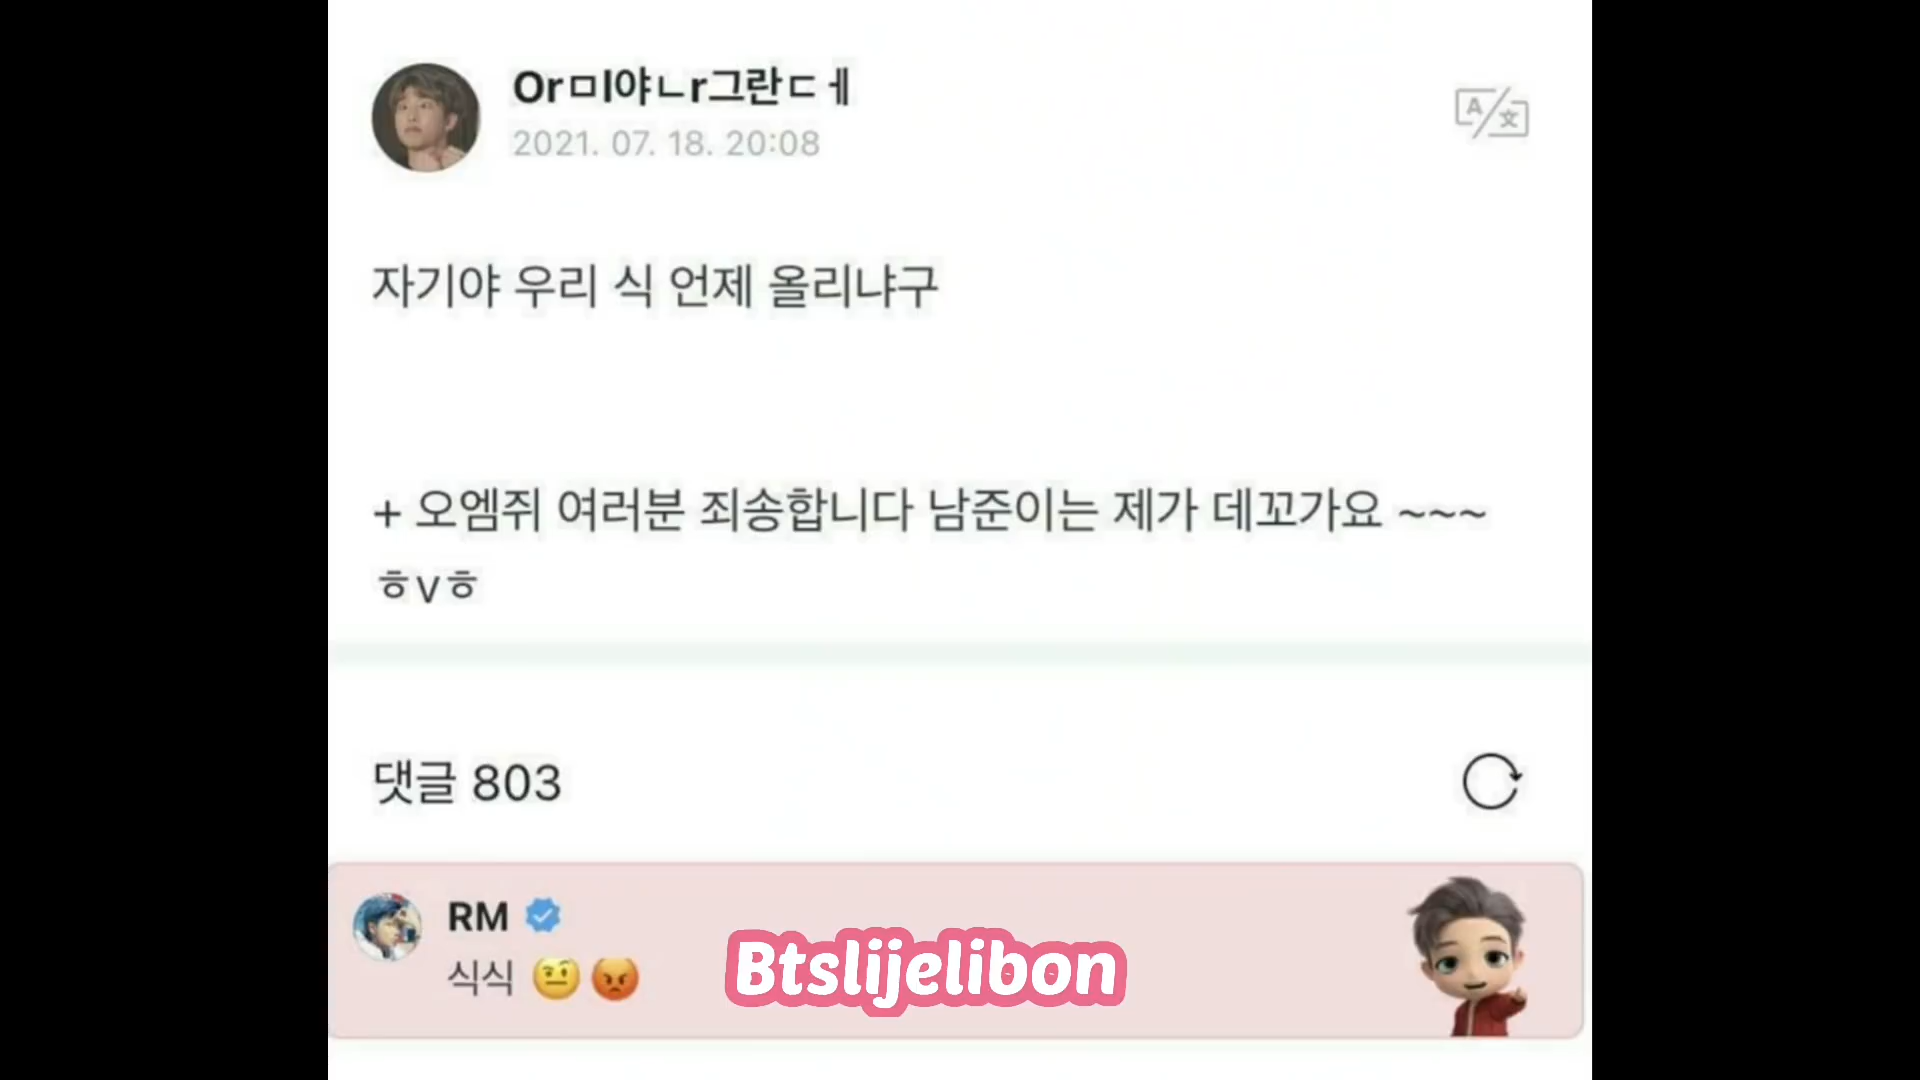 Orㅁl야ㄴr그란ㄷㅔ
2021. 07. 18. 20:08
자기야 우리 식 언제 올리냐구
+ 오엠쥐 여러분 죄송합니다 남준이는 제가 데꼬가요 ~~~
ㅎvㅎ
댓글 803
RM
식식 🤨😡
Btslijelibon